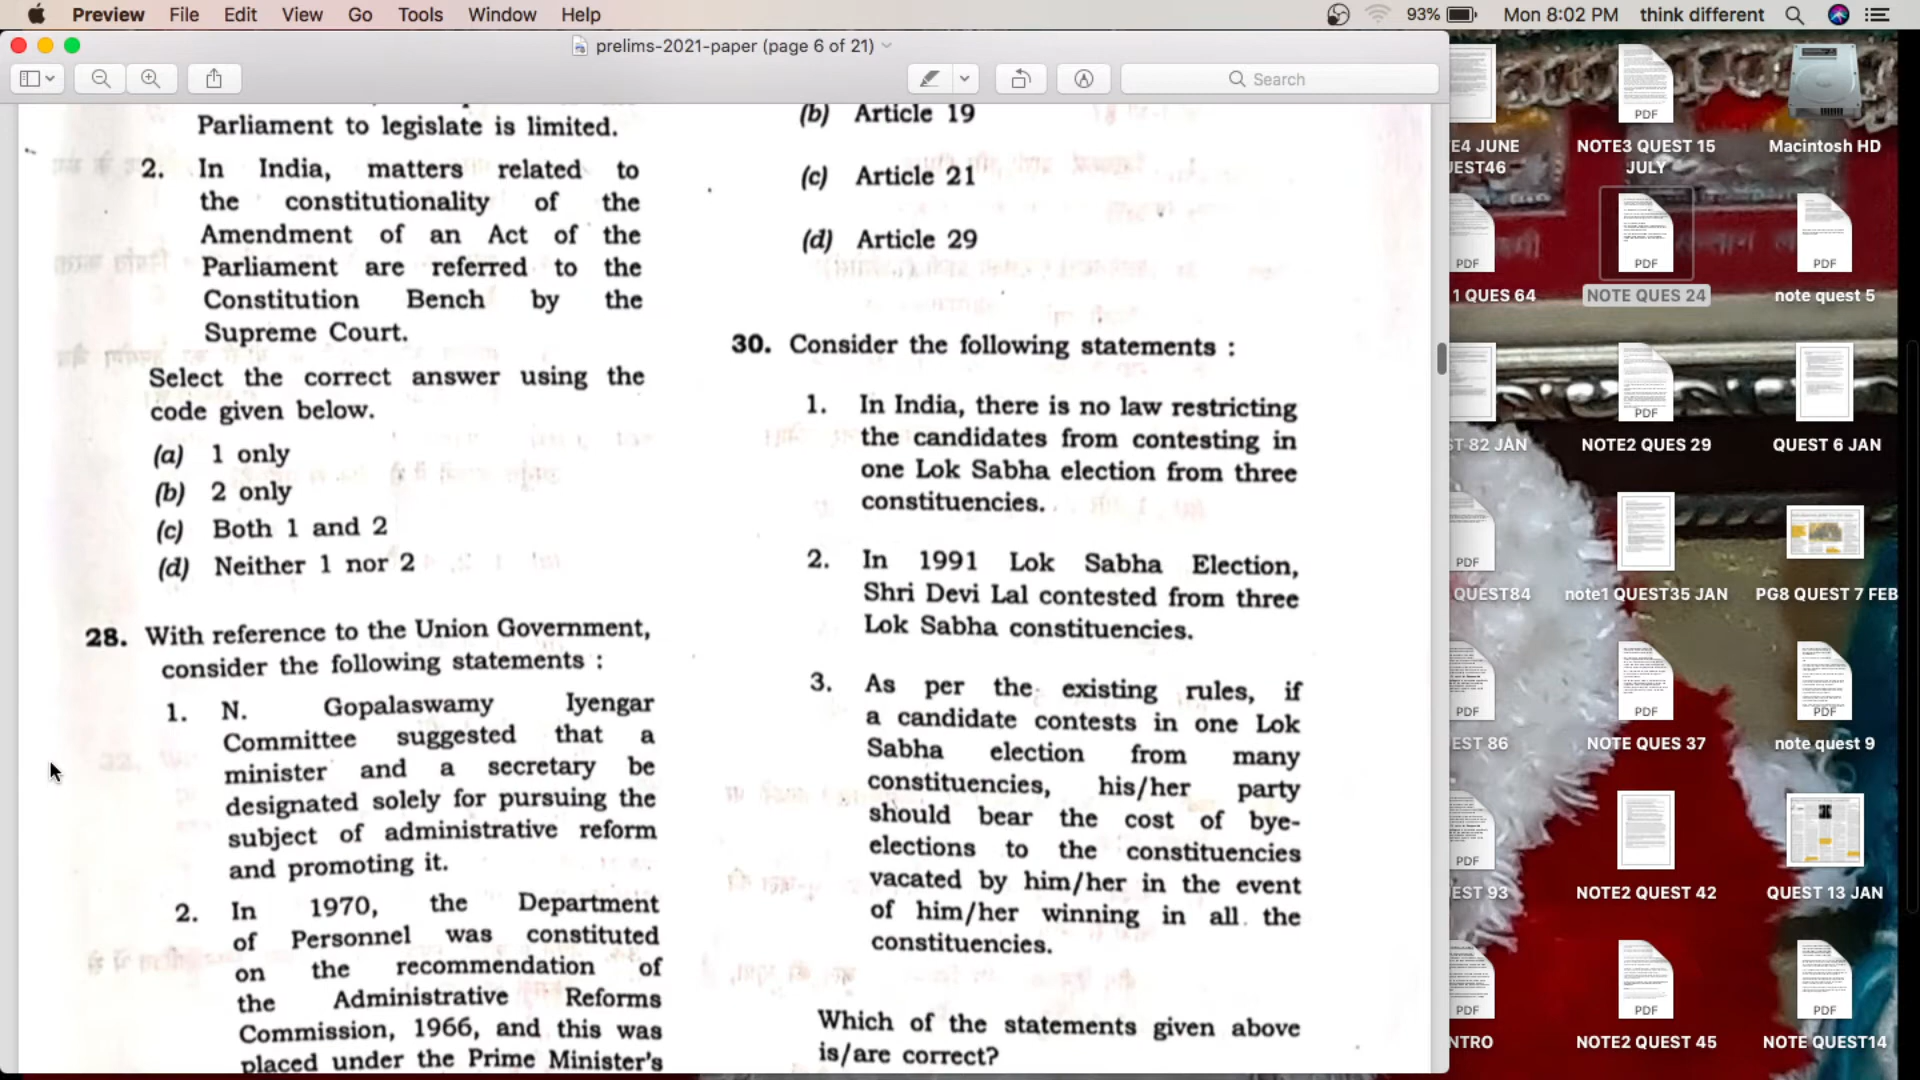 Preview File Edit View Go Tools Window Help
93% Mon 8:02 PM think different
prelims-2021-paper (page 6 of 21)
Search
Parliament to legislate is limited.
2. In India, matters related to
the constitutionality of the
Amendment of an Act of the
Parliament are referred to the
Constitution Bench by the
Supreme Court.
Select the correct answer using the
code given below.
(a) 1 only
(b) 2 only
(c) Both 1 and 2
(d) Neither 1 nor 2
28. With reference to the Union Government,
consider the following statements :
1. N. Gopalaswamy Iyengar
Committee suggested that a
minister and a secretary be
designated solely for pursuing the
subject of administrative reform
and promoting it.
2. In 1970, the Department
of Personnel was constituted
on the recommendation of
the Administrative Reforms
Commission, 1966, and this was
placed under the Prime Minister's
(b) Article 19
(c) Article 21
(d) Article 29
30. Consider the following statements :
1. In India, there is no law restricting
the candidates from contesting in
one Lok Sabha election from three
constituencies.
2. In 1991 Lok Sabha Election,
Shri Devi Lal contested from three
Lok Sabha constituencies.
3. As per the existing rules, if
a candidate contests in one Lok
Sabha election from many
constituencies, his/her party
should bear the cost of bye-
elections to the constituencies
vacated by him/her in the event
of him/her winning in all the
constituencies.
Which of the statements given above
is/are correct?
PDF
E4 JUNE NOTE3 QUEST 15 Macintosh HD
JEST46 JULY
PDF PDF PDF
1 QUES 64 NOTE QUES 24 note quest 5
PDF
ST 82 JAN NOTE2 QUES 29 QUEST 6 JAN
PDF
QUEST84 note1 QUEST35 JAN PG8 QUEST 7 FEB
PDF PDF PDF
EST 86 NOTE QUES 37 note quest 9
PDF
EST 93 NOTE2 QUEST 42 QUEST 13 JAN
PDF PDF PDF
NTRO NOTE2 QUEST 45 NOTE QUEST14